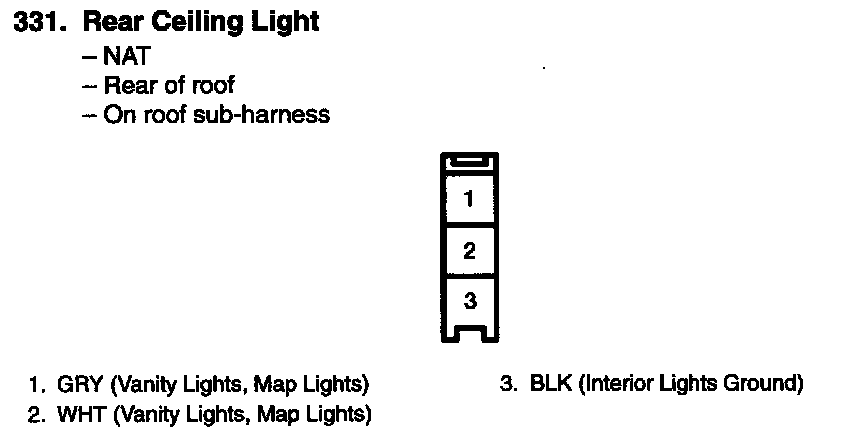 331. Rear Ceiling Light
– NAT
– Rear of roof
– On roof sub-harness
1
2
3
1. GRY (Vanity Lights, Map Lights)
2. WHT (Vanity Lights, Map Lights)
3. BLK (Interior Lights Ground)